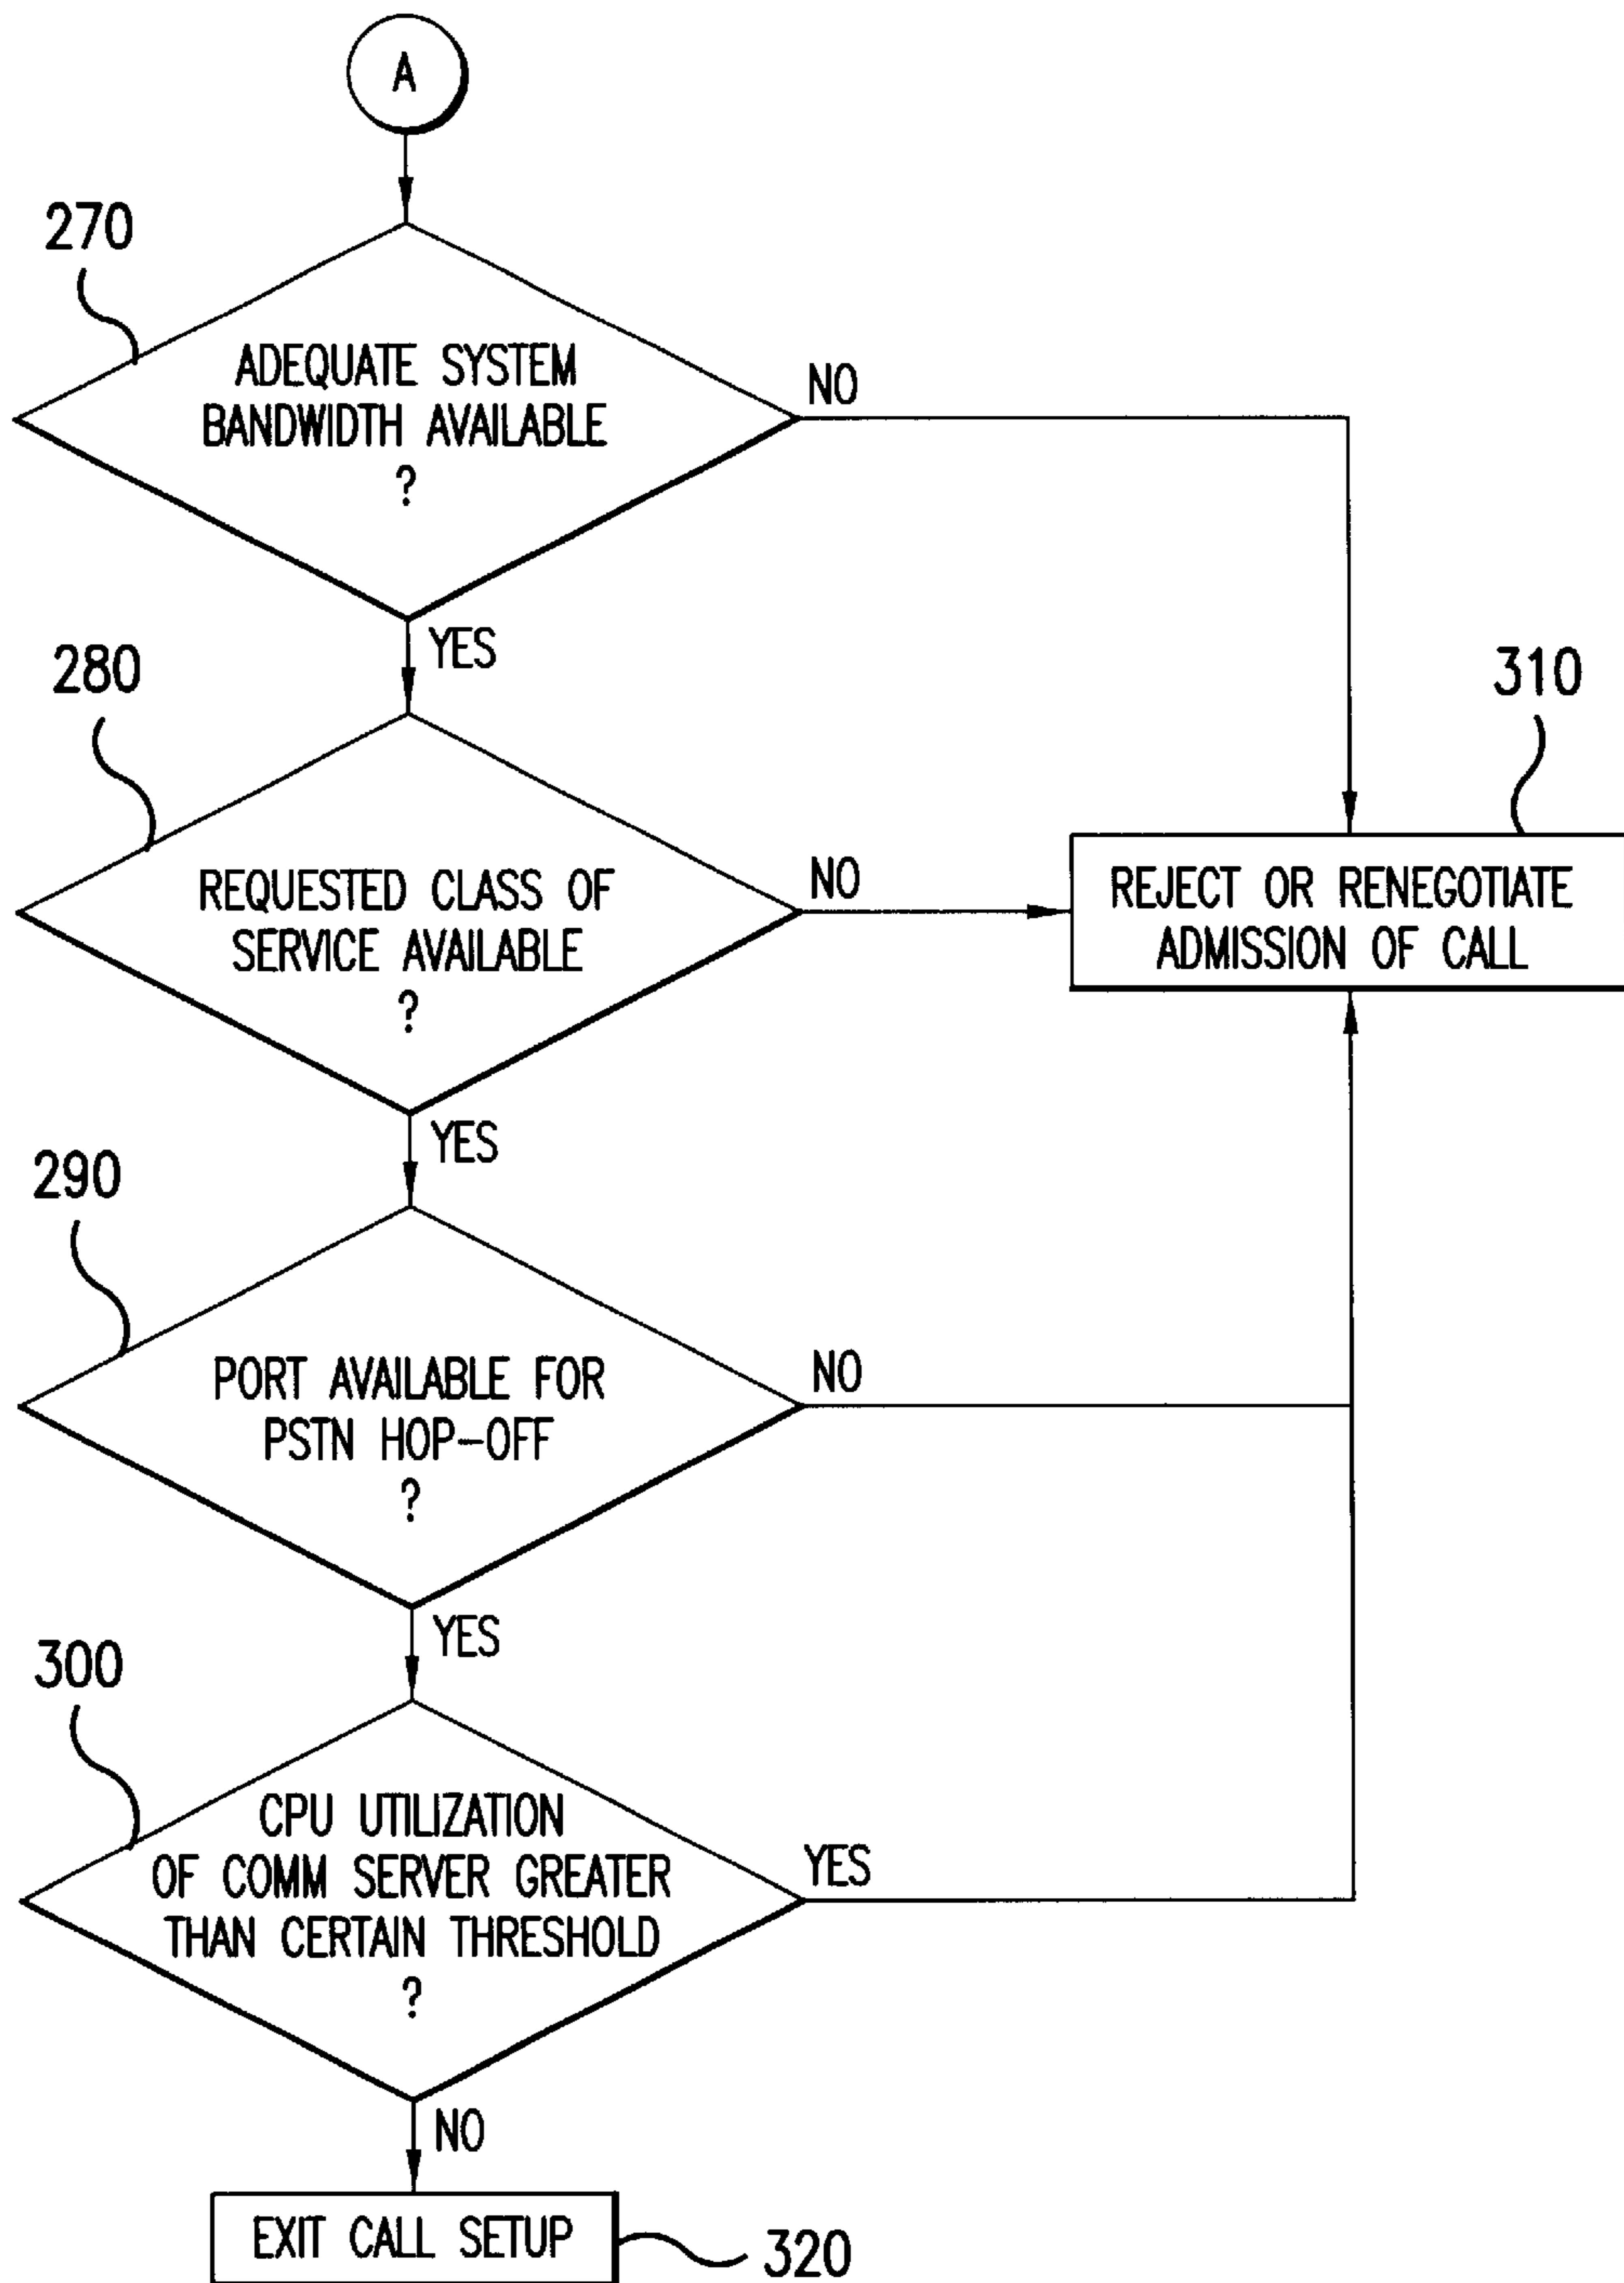 A
270
ADEQUATE SYSTEM
BANDWIDTH AVAILABLE
?
NO
YES
280
310
REQUESTED CLASS OF
SERVICE AVAILABLE
?
NO
REJECT OR RENEGOTIATE
ADMISSION OF CALL
YES
290
PORT AVAILABLE FOR
PSTN HOP-OFF
?
NO
YES
300
CPU UTILIZATION
OF COMM SERVER GREATER
THAN CERTAIN THRESHOLD
?
YES
NO
EXIT CALL SETUP
320